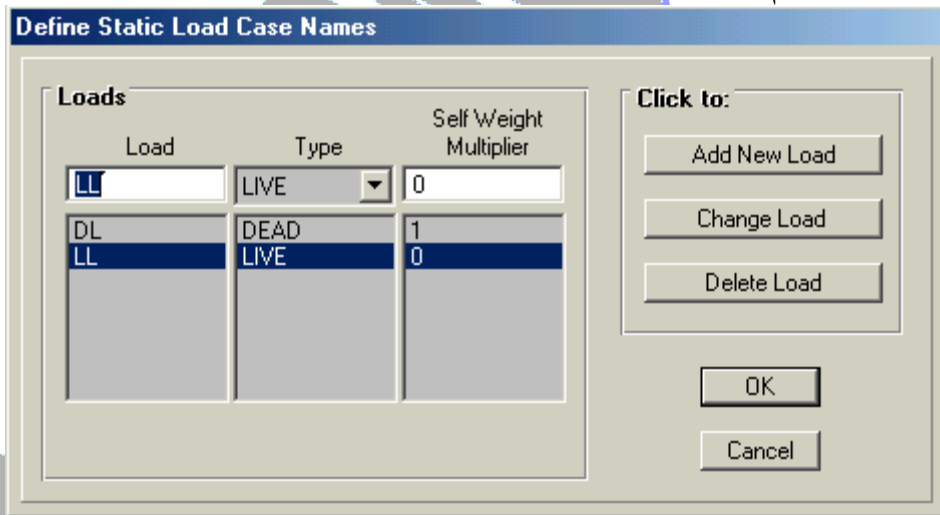 Define Static Load Case Names
Loads
Load Type Self Weight Multiplier
LL LIVE 0
DL DEAD 1
LL LIVE 0
Click to:
Add New Load
Change Load
Delete Load
OK
Cancel